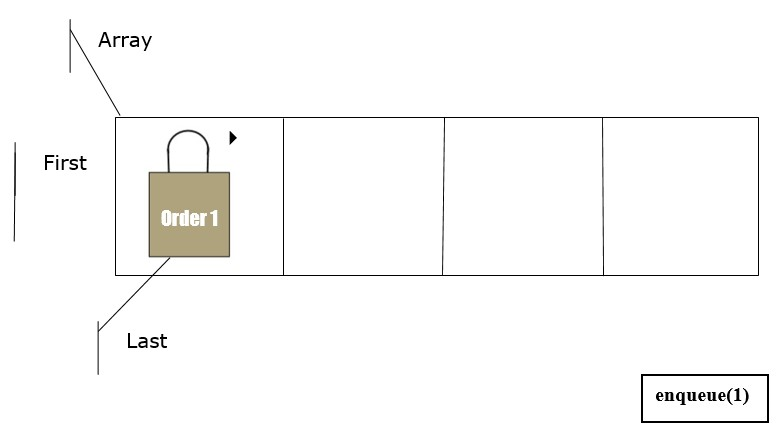 Array
First
Order 1
Last
enqueue(1)